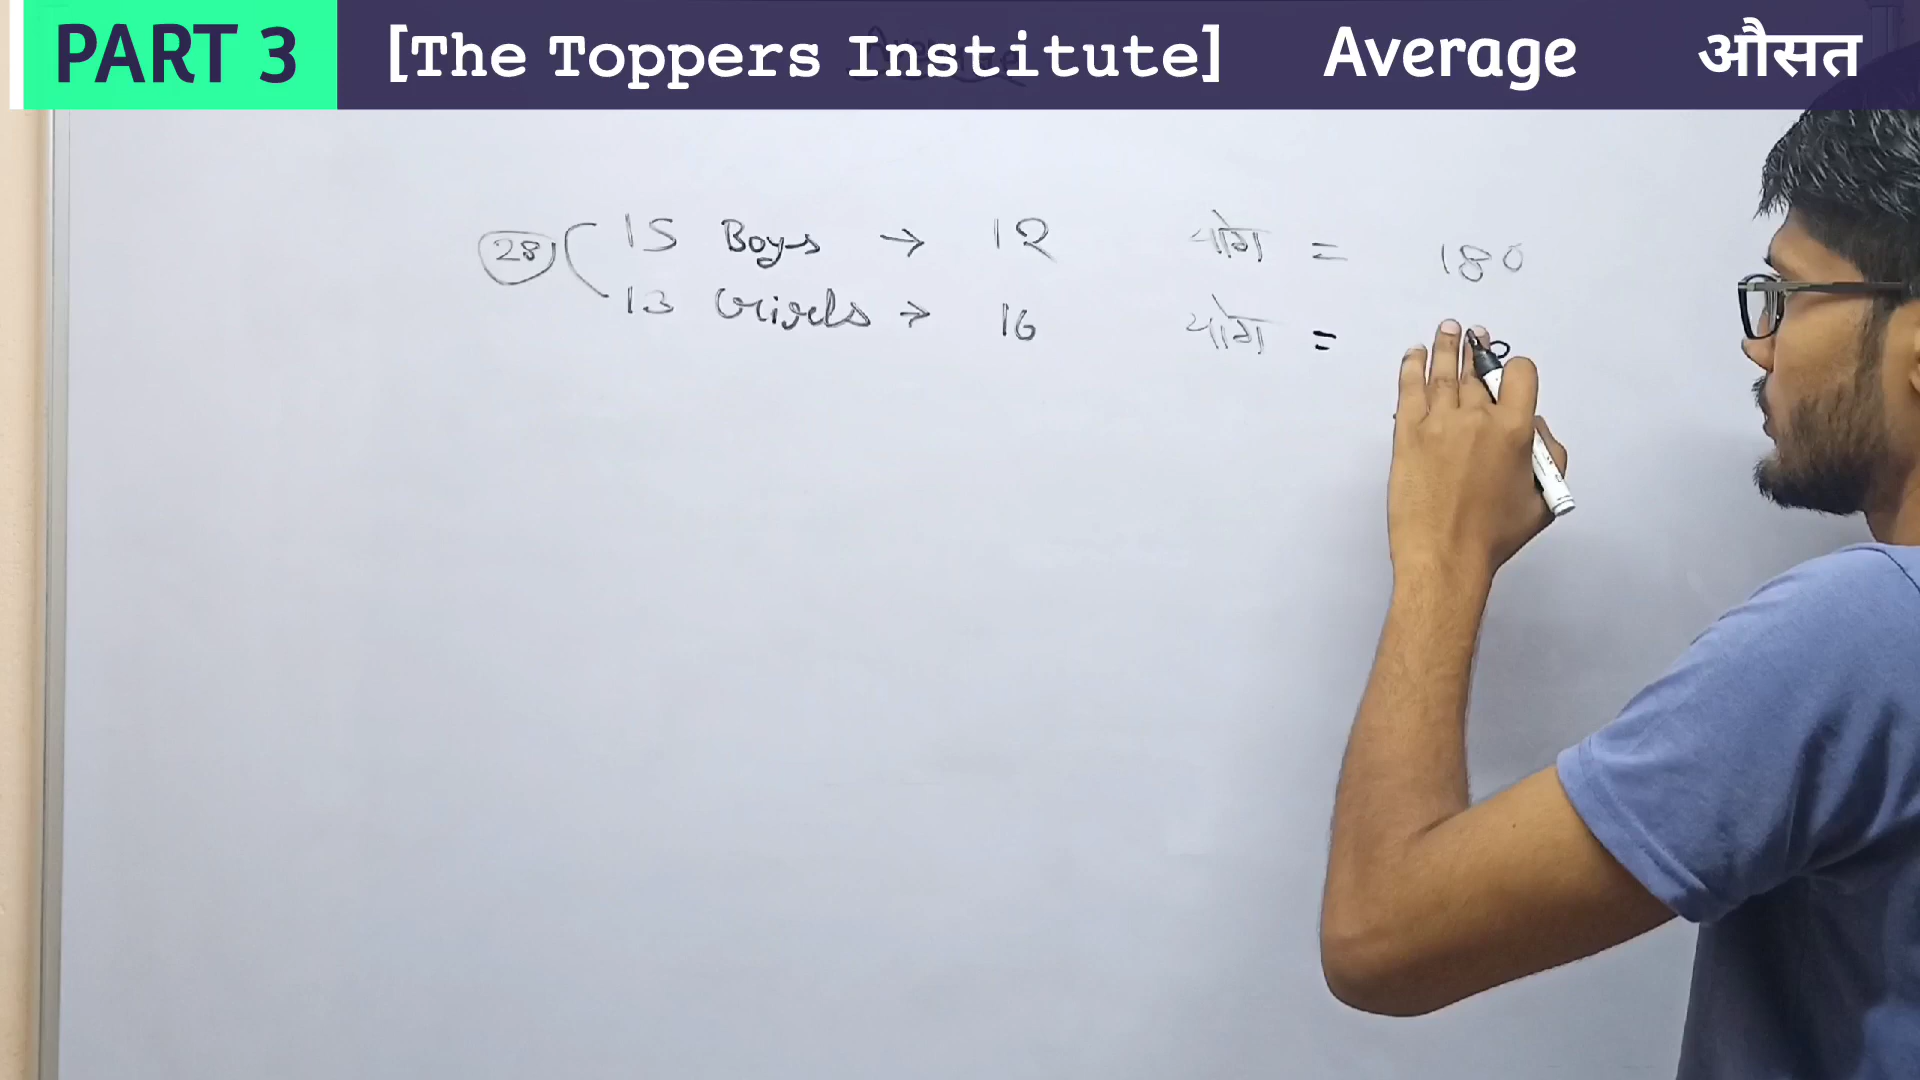 PART 3 [The Toppers Institute] Average औसत
28 15 Boys → 12 योग = 180
13 Girls → 16 योग =